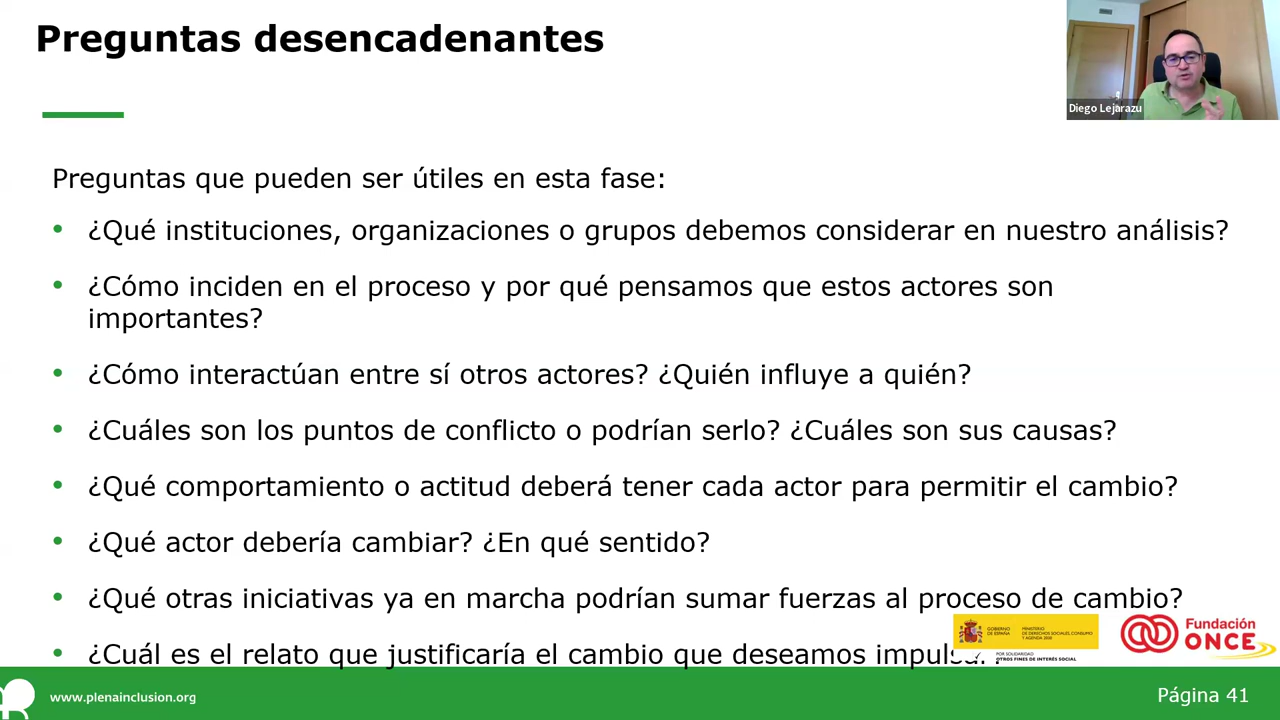 Preguntas desencadenantes
Diego Lejarazu
Preguntas que pueden ser útiles en esta fase:
• ¿Qué instituciones, organizaciones o grupos debemos considerar en nuestro análisis?
• ¿Cómo inciden en el proceso y por qué pensamos que estos actores son
importantes?
• ¿Cómo interactúan entre sí otros actores? ¿Quién influye a quién?
• ¿Cuáles son los puntos de conflicto o podrían serlo? ¿Cuáles son sus causas?
• ¿Qué comportamiento o actitud deberá tener cada actor para permitir el cambio?
• ¿Qué actor debería cambiar? ¿En qué sentido?
• ¿Qué otras iniciativas ya en marcha podrían sumar fuerzas al proceso de cambio?
• ¿Cuál es el relato que justificaría el cambio que deseamos
GOBIERNO
DE ESPAÑA
MINISTERIO
DE DERECHOS SOCIALES, CONSUMO
Y AGENDA 2030
POR SOLIDARIDAD
OTROS FINES DE INTERÉS SOCIAL
Fundación
ONCE
www.plenainclusion.org
Página 41